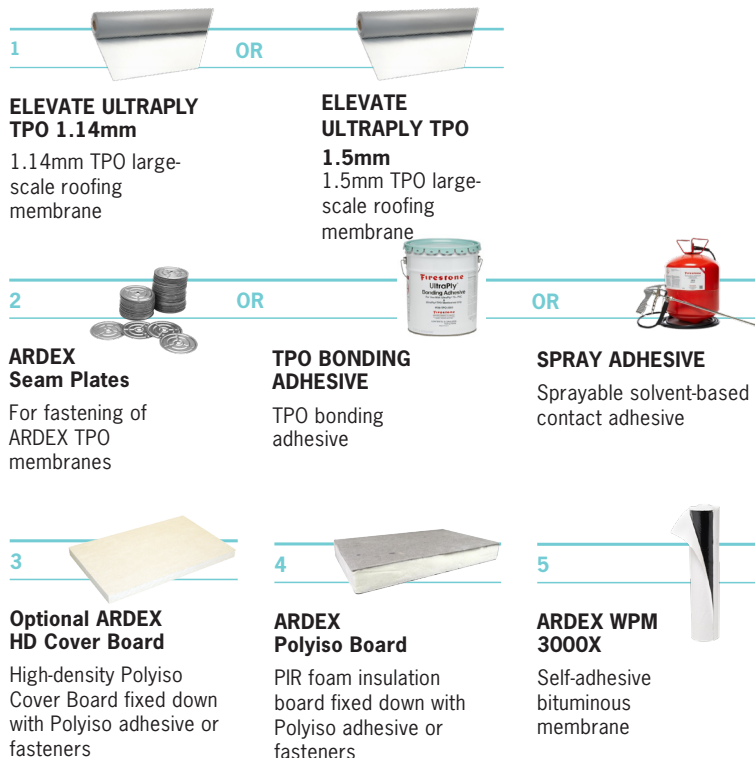 1
OR
ELEVATE ULTRAPLY
TPO 1.14mm
1.14mm TPO large-
scale roofing
membrane
ELEVATE
ULTRAPLY TPO
1.5mm
1.5mm TPO large-
scale roofing
membrane
2
OR
Firestone
UltraPly
Bonding Adhesive
OR
ARDEX
Seam Plates
For fastening of
ARDEX TPO
membranes
TPO BONDING
ADHESIVE
TPO bonding
adhesive
SPRAY ADHESIVE
Sprayable solvent-based
contact adhesive
3
Optional ARDEX
HD Cover Board
High-density Polyiso
Cover Board fixed down
with Polyiso adhesive or
fasteners
4
ARDEX
Polyiso Board
PIR foam insulation
board fixed down with
Polyiso adhesive or
fasteners
5
ARDEX WPM
3000X
Self-adhesive
bituminous
membrane